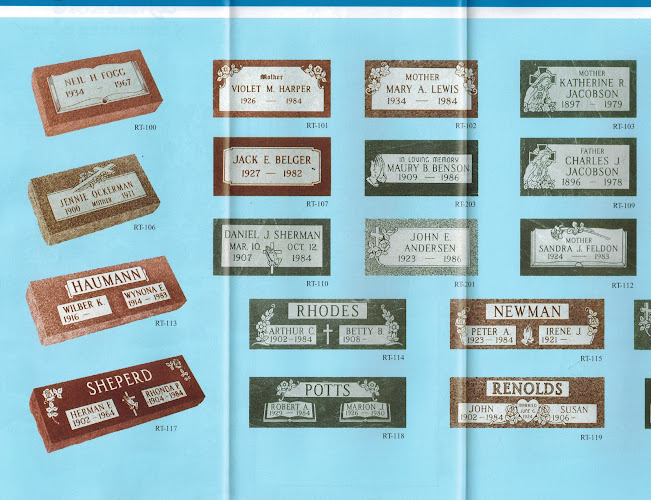 NEIL H FOGG
1934 — 1967
RT-100
Mother
VIOLET M. HARPER
1926 — 1984
RT-101
MOTHER
MARY A. LEWIS
1934 — 1984
RT-102
MOTHER
KATHERINE R.
JACOBSON
1897 — 1979
RT-103
JENNIE OCKERMAN
1900 MOTHER 1971
RT-106
JACK E. BELGER
1927 — 1982
RT-107
IN LOVING MEMORY
MAURY B. BENSON
1909 — 1986
RT-203
FATHER
CHARLES J.
JACOBSON
1896 — 1978
RT-109
DANIEL J. SHERMAN
MAR. 10 OCT. 12
1907 1984
RT-110
JOHN E.
ANDERSEN
1923 — 1986
RT-201
MOTHER
SANDRA J. FELDON
1924 — 1983
RT-112
HAUMANN
WILBER K. WYNONA E.
1916 - 1914 - 1983
RT-113
RHODES
ARTHUR C. BETTY B.
1902-1984 1908-
RT-114
NEWMAN
PETER A. IRENE J.
1923-1984 1921-
RT-115
SHEPERD
HERMAN E. RHONDA F.
1902-1964 1904-1984
RT-117
POTTS
ROBERT A. MARION J.
1929 - 1984 1926 - 1980
RT-118
RENOLDS
JOHN MARRIED SUSAN
1902-1984 1906-
RT-119